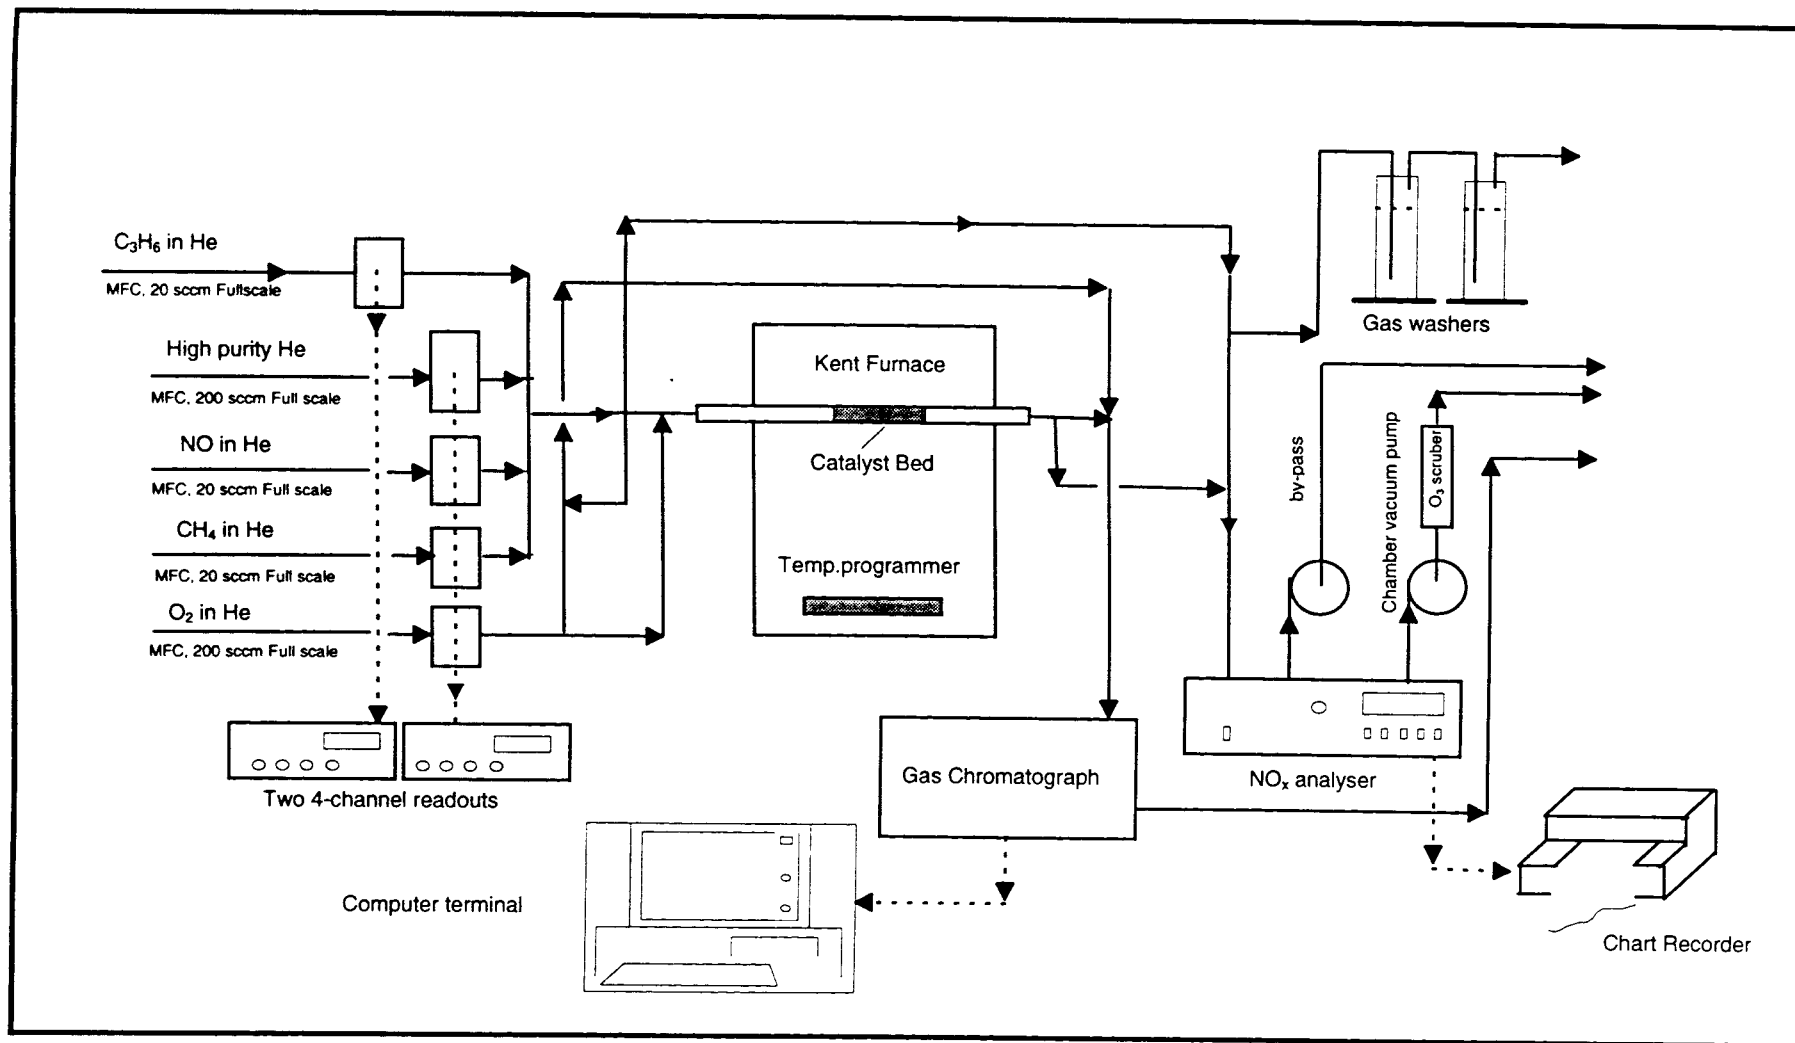 C₃H₆ in He
MFC, 20 sccm Fullscale
High purity He
MFC, 200 sccm Full scale
NO in He
MFC, 20 sccm Full scale
CH₄ in He
MFC, 20 sccm Full scale
O₂ in He
MFC, 200 sccm Full scale
Two 4-channel readouts
Kent Furnace
Catalyst Bed
Temp.programmer
Gas Chromatograph
Computer terminal
Gas washers
by-pass
Chamber vacuum pump
O₃ scruber
NOₓ analyser
Chart Recorder